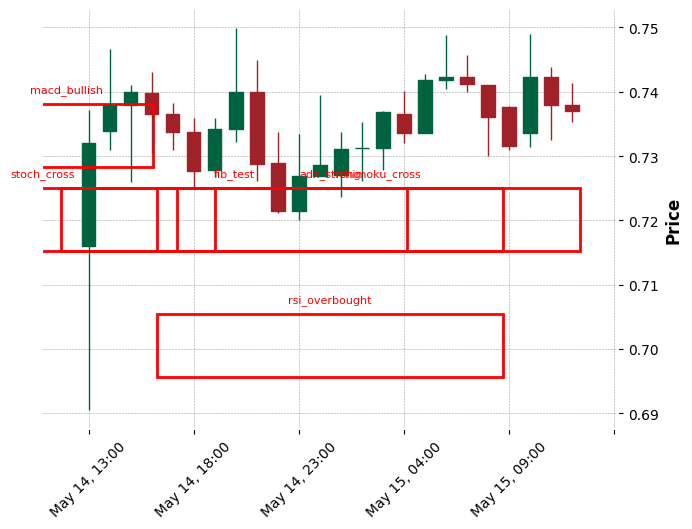 0.75
macd_bullish
0.74
0.73
stoch_cross
fib_test
adx_strong
ichimoku_cross
0.72
Price
0.71
rsi_overbought
0.70
0.69
May 14, 13:00
May 14, 18:00
May 14, 23:00
May 15, 04:00
May 15, 09:00